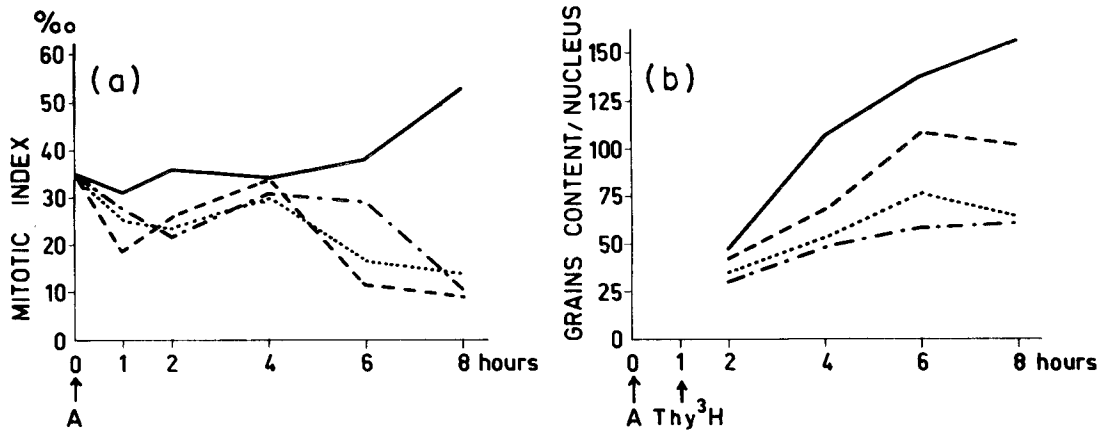 ‰
(a)
MITOTIC INDEX
60
50
40
30
20
10
0
0 1 2 4 6 8 hours
A
(b)
GRAINS CONTENT/NUCLEUS
150
125
100
75
50
25
0
0 1 2 4 6 8 hours
A Thy³H